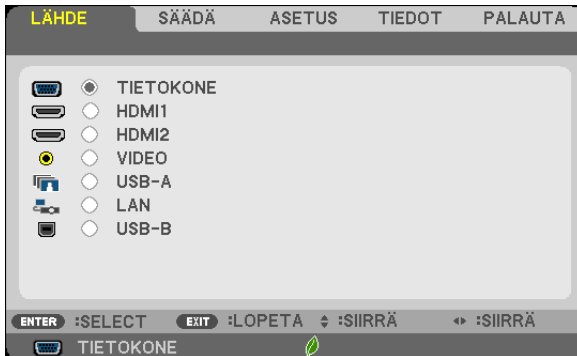 LÄHDE SÄÄDÄ ASETUS TIEDOT PALAUTA
TIETOKONE
HDMI1
HDMI2
VIDEO
USB-A
LAN
USB-B
ENTER :SELECT EXIT :LOPETA :SIIRRÄ :SIIRRÄ
TIETOKONE